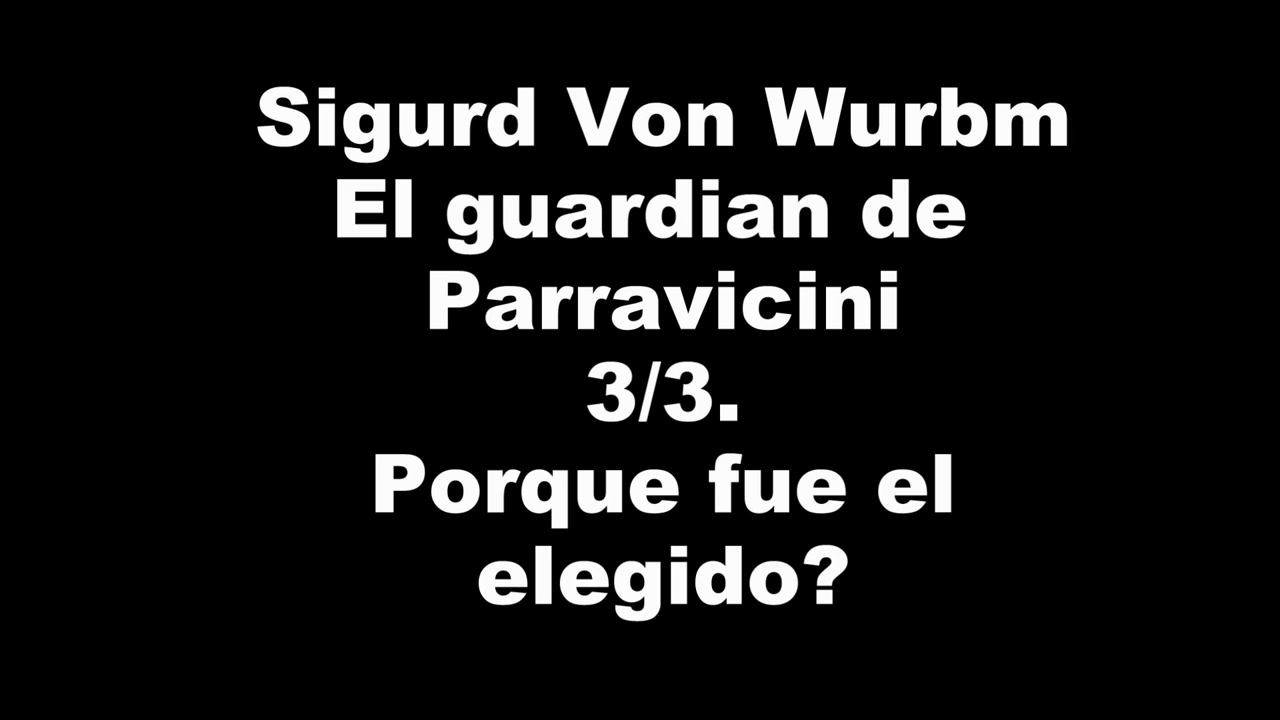 Sigurd Von Wurbm
El guardian de
Parravicini
3/3.
Porque fue el
elegido?